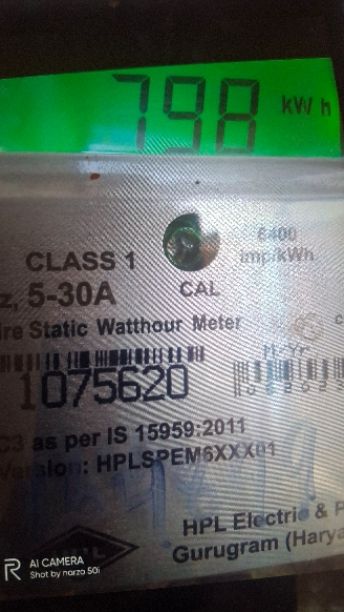 798 kWh
6400
imp/kWh
CLASS 1
z, 5-30A
CAL
ire Static Watthour Meter
M-Yr.
1075620
C3 as per IS 15959:2011
Version: HPLSPEM6XXX01
HPL Electric & P
Gurugram (Harya
R
AI CAMERA
Shot by narzo 50i